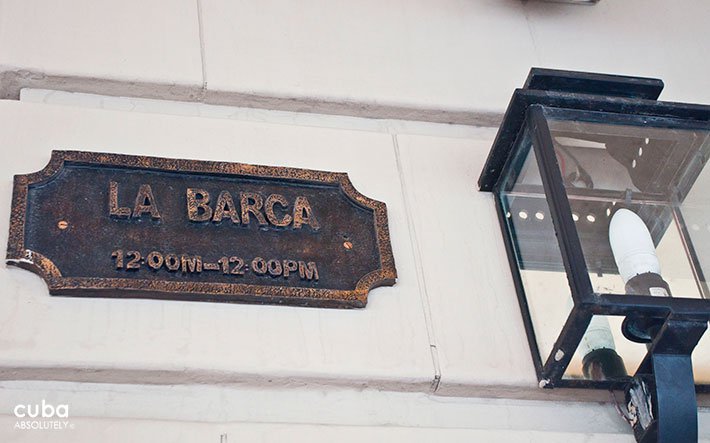 LA BARCA
12:00M-12:00PM
cuba
ABSOLUTELY